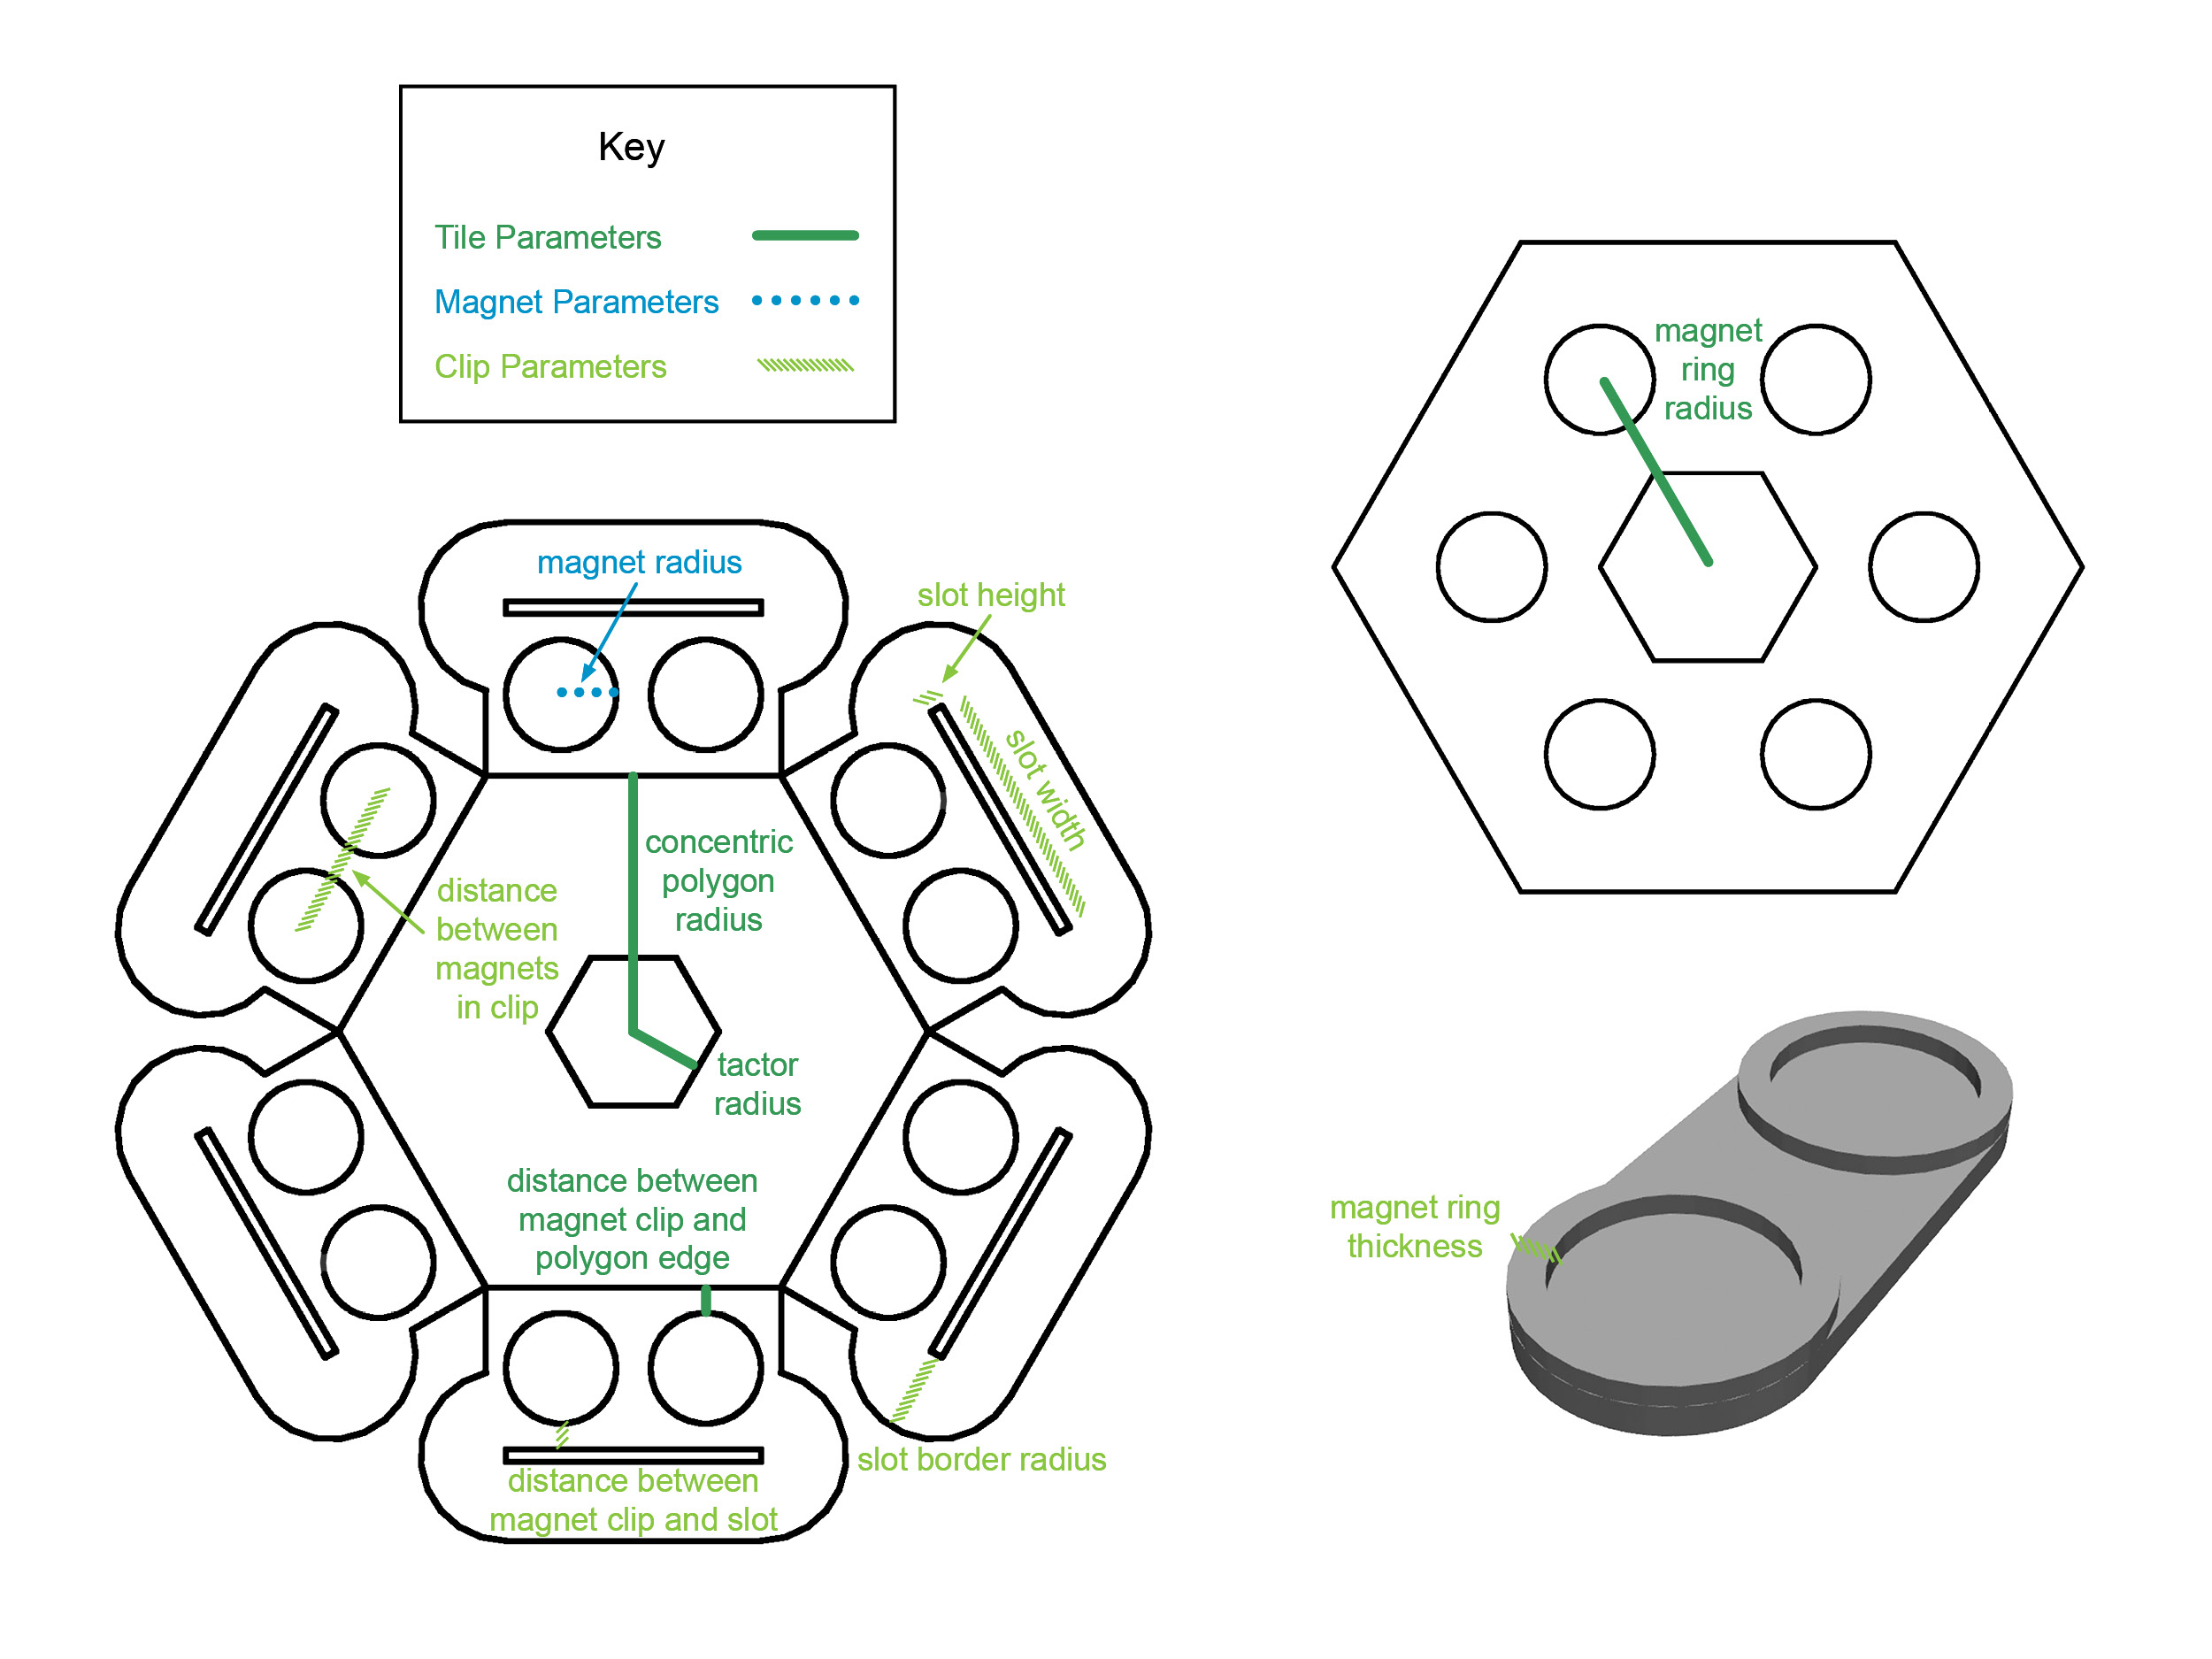 Key
Tile Parameters
Magnet Parameters
Clip Parameters
magnet
ring
radius
magnet radius
slot height
slot width
concentric
polygon
radius
distance
between
magnets
in clip
tactor
radius
distance between
magnet clip and
polygon edge
magnet ring
thickness
slot border radius
distance between
magnet clip and slot